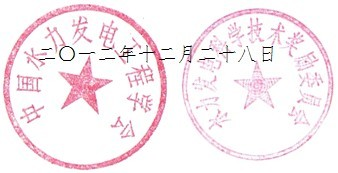 二〇一二年十二月二十八日
中国水力发电工程学会
水力发电科学技术奖励委员会